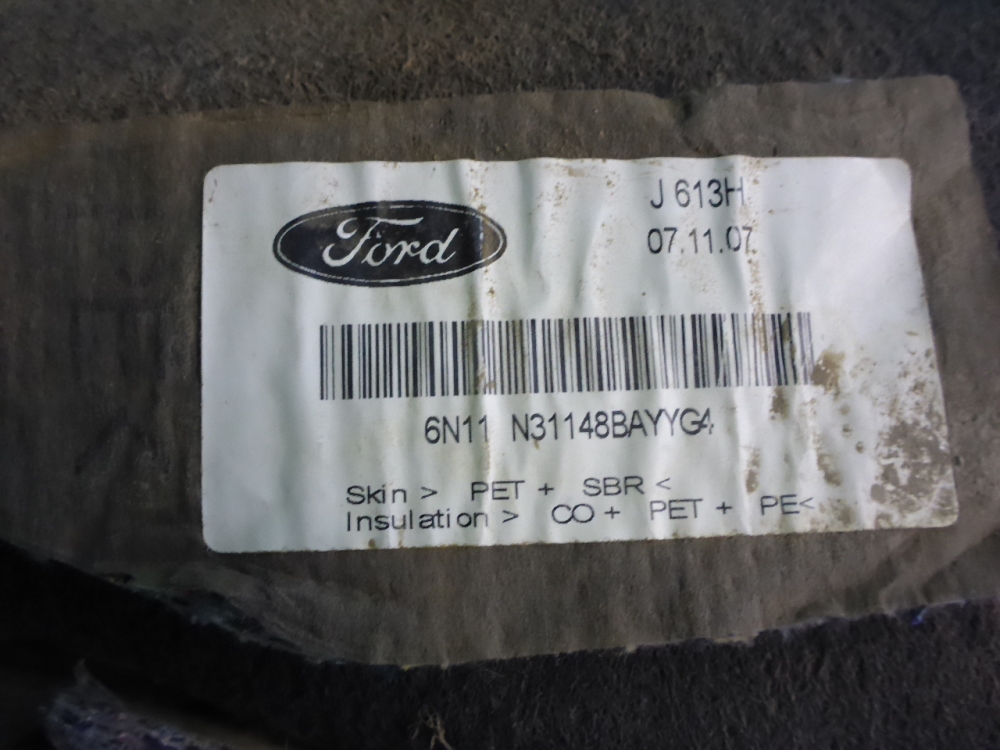 Ford
J 613H
07.11.07
6N11 N31148BAYYG4
Skin > PET + SBR <
Insulation > CO + PET + PE<